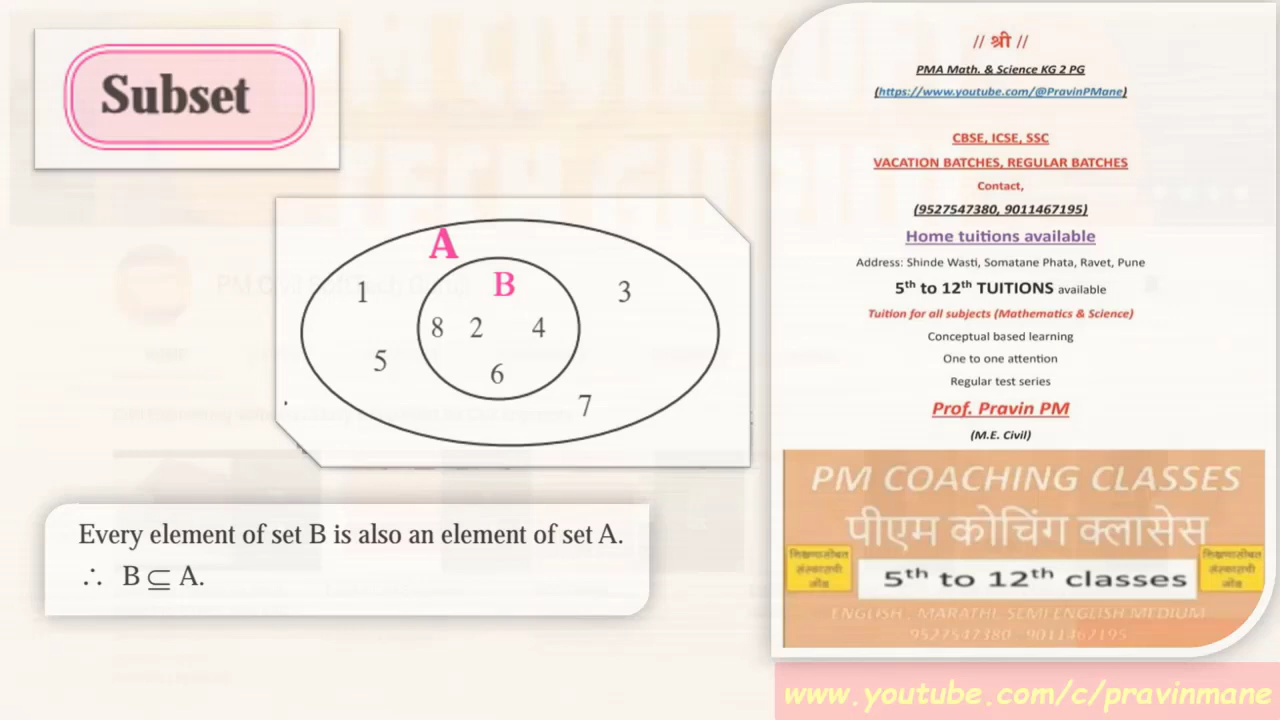 Subset
A
B
1
3
8 2 4
5
6
7
Every element of set B is also an element of set A.
∴ B ⊆ A.
// श्री //
PMA Math. & Science KG 2 PG
(https://www.youtube.com/@PravinPMane)
CBSE, ICSE, SSC
VACATION BATCHES, REGULAR BATCHES
Contact,
(9527547380, 9011467195)
Home tuitions available
Address: Shinde Wasti, Somatane Phata, Ravet, Pune
5th to 12th TUITIONS available
Tuition for all subjects (Mathematics & Science)
Conceptual based learning
One to one attention
Regular test series
Prof. Pravin PM
(M.E. Civil)
PM COACHING CLASSES
पीएम कोचिंग क्लासेस
शिक्षणासोबत
संस्काराची
जोड
5th to 12th classes
शिक्षणासोबत
संस्काराची
जोड
ENGLISH, MARATHI, SEMI ENGLISH MEDIUM
9527547380 9011467195
www.youtube.com/c/pravinmane